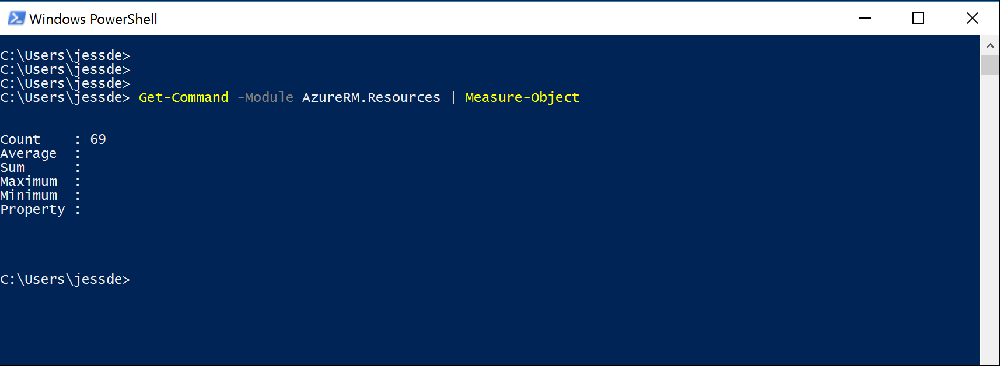 Windows PowerShell
C:\Users\jessde>
C:\Users\jessde>
C:\Users\jessde>
C:\Users\jessde> Get-Command -Module AzureRM.Resources | Measure-Object
Count    : 69
Average  :
Sum      :
Maximum  :
Minimum  :
Property :
C:\Users\jessde>